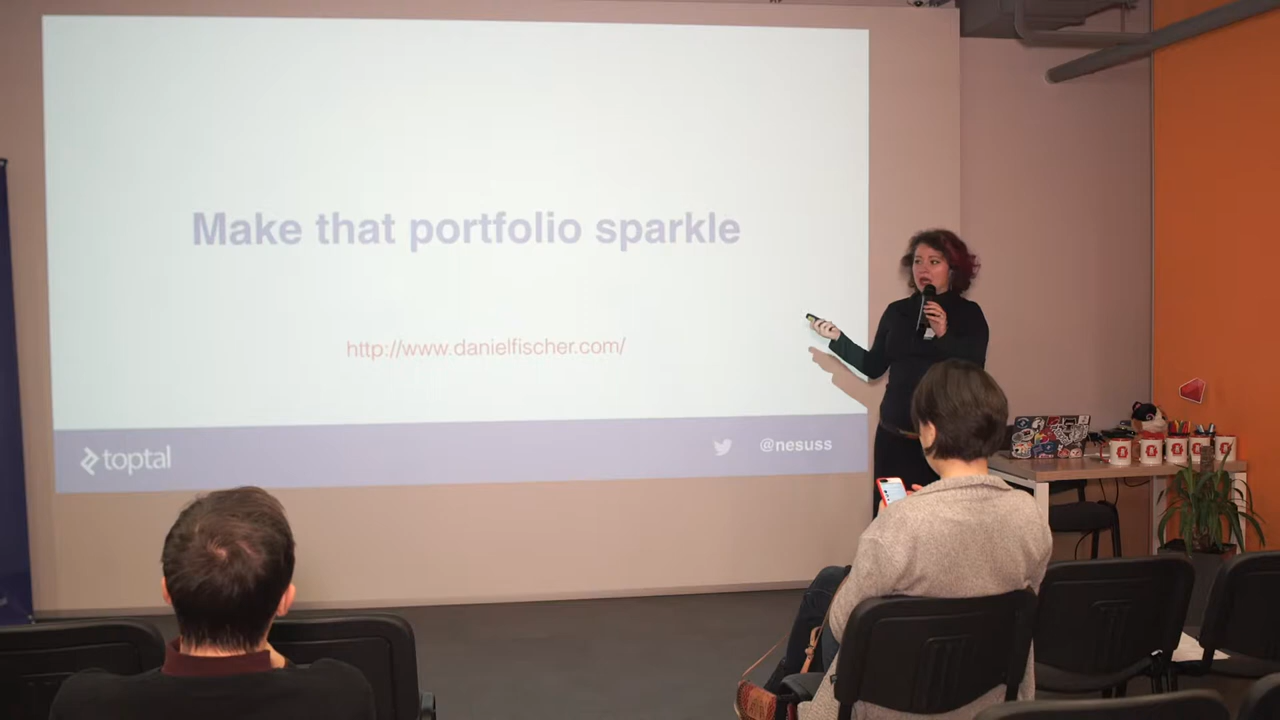 Make that portfolio sparkle
http://www.danielfischer.com/
toptal
@nesuss